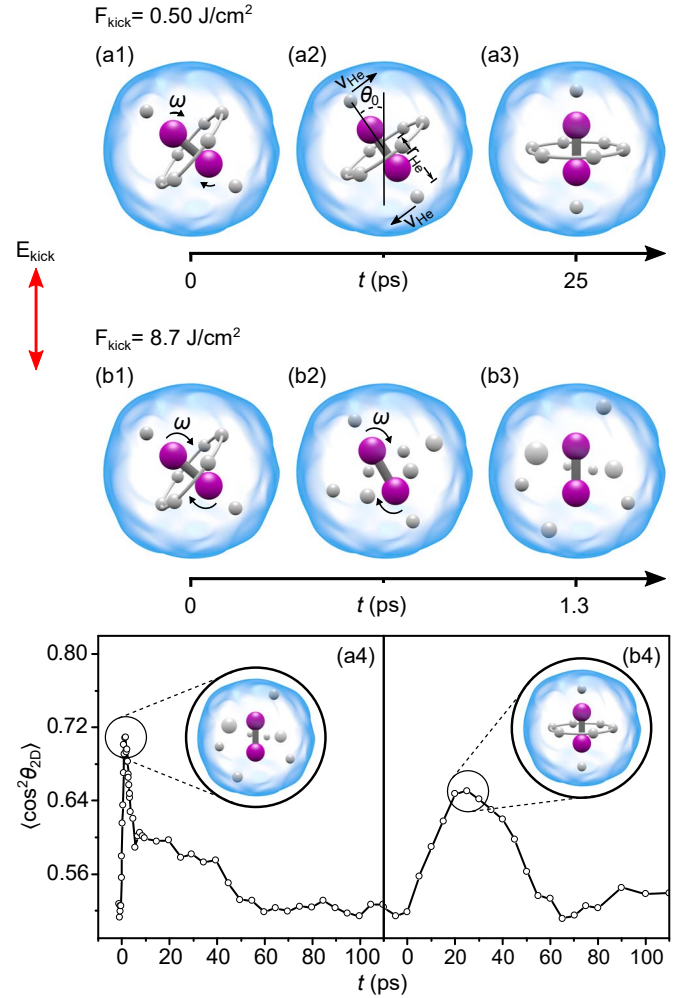 F_kick= 0.50 J/cm²
(a1) (a2) (a3)
ω
v_He
θ₀
r_He
v_He
E_kick
0 t (ps) 25
F_kick= 8.7 J/cm²
(b1) (b2) (b3)
ω ω
0 t (ps) 1.3
(a4) (b4)
0.80
0.72
0.64
0.56
⟨cos²θ₂D⟩
0 20 40 60 80 100 0 20 40 60 80 100
t (ps)